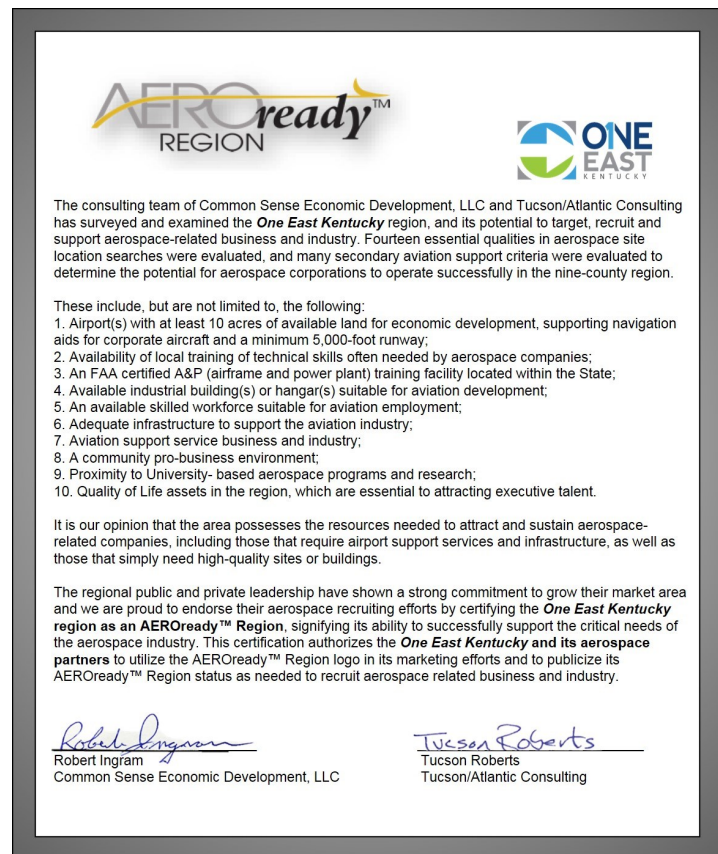 AEROready™
REGION
ONE
EAST
KENTUCKY
The consulting team of Common Sense Economic Development, LLC and Tucson/Atlantic Consulting
has surveyed and examined the One East Kentucky region, and its potential to target, recruit and
support aerospace-related business and industry. Fourteen essential qualities in aerospace site
location searches were evaluated, and many secondary aviation support criteria were evaluated to
determine the potential for aerospace corporations to operate successfully in the nine-county region.
These include, but are not limited to, the following:
1. Airport(s) with at least 10 acres of available land for economic development, supporting navigation
aids for corporate aircraft and a minimum 5,000-foot runway;
2. Availability of local training of technical skills often needed by aerospace companies;
3. An FAA certified A&P (airframe and power plant) training facility located within the State;
4. Available industrial building(s) or hangar(s) suitable for aviation development;
5. An available skilled workforce suitable for aviation employment;
6. Adequate infrastructure to support the aviation industry;
7. Aviation support service business and industry;
8. A community pro-business environment;
9. Proximity to University- based aerospace programs and research;
10. Quality of Life assets in the region, which are essential to attracting executive talent.
It is our opinion that the area possesses the resources needed to attract and sustain aerospace-
related companies, including those that require airport support services and infrastructure, as well as
those that simply need high-quality sites or buildings.
The regional public and private leadership have shown a strong commitment to grow their market area
and we are proud to endorse their aerospace recruiting efforts by certifying the One East Kentucky
region as an AEROready™ Region, signifying its ability to successfully support the critical needs of
the aerospace industry. This certification authorizes the One East Kentucky and its aerospace
partners to utilize the AEROready™ Region logo in its marketing efforts and to publicize its
AEROready™ Region status as needed to recruit aerospace related business and industry.
Robert Ingram
Tucson Roberts
Robert Ingram
Tucson Roberts
Common Sense Economic Development, LLC
Tucson/Atlantic Consulting